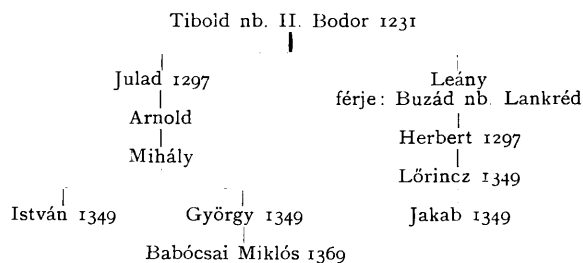 Tibold nb. II. Bodor 1231
Julad 1297 Leány
férje: Buzád nb. Lankréd
Arnold
Herbert 1297
Mihály
Lőrincz 1349
István 1349 György 1349 Jakab 1349
Babócsai Miklós 1369